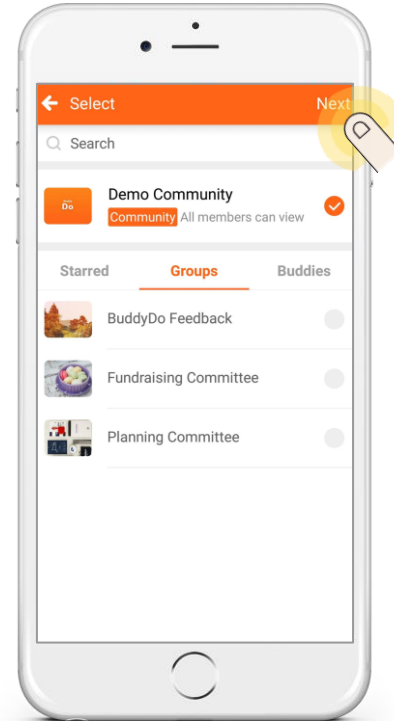 Select Next
Search
Do
Demo Community
Community All members can view
Starred Groups Buddies
BuddyDo Feedback
Fundraising Committee
Planning Committee